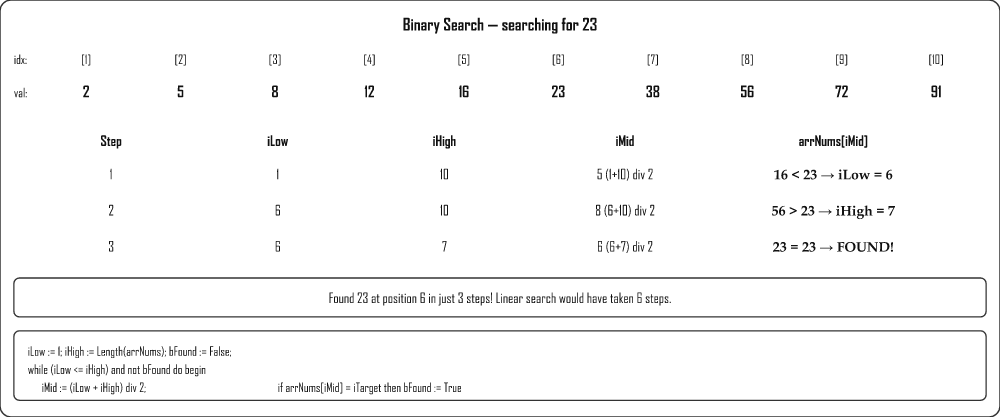 Binary Search — searching for 23
idx: [1] [2] [3] [4] [5] [6] [7] [8] [9] [10]
val: 2 5 8 12 16 23 38 56 72 91
Step iLow iHigh iMid arrNums[iMid]
1 1 10 5 (1+10) div 2 16 < 23 → iLow = 6
2 6 10 8 (6+10) div 2 56 > 23 → iHigh = 7
3 6 7 6 (6+7) div 2 23 = 23 → FOUND!
Found 23 at position 6 in just 3 steps! Linear search would have taken 6 steps.
iLow := 1; iHigh := Length(arrNums); bFound := False;
while (iLow <= iHigh) and not bFound do begin
iMid := (iLow + iHigh) div 2; if arrNums[iMid] = iTarget then bFound := True